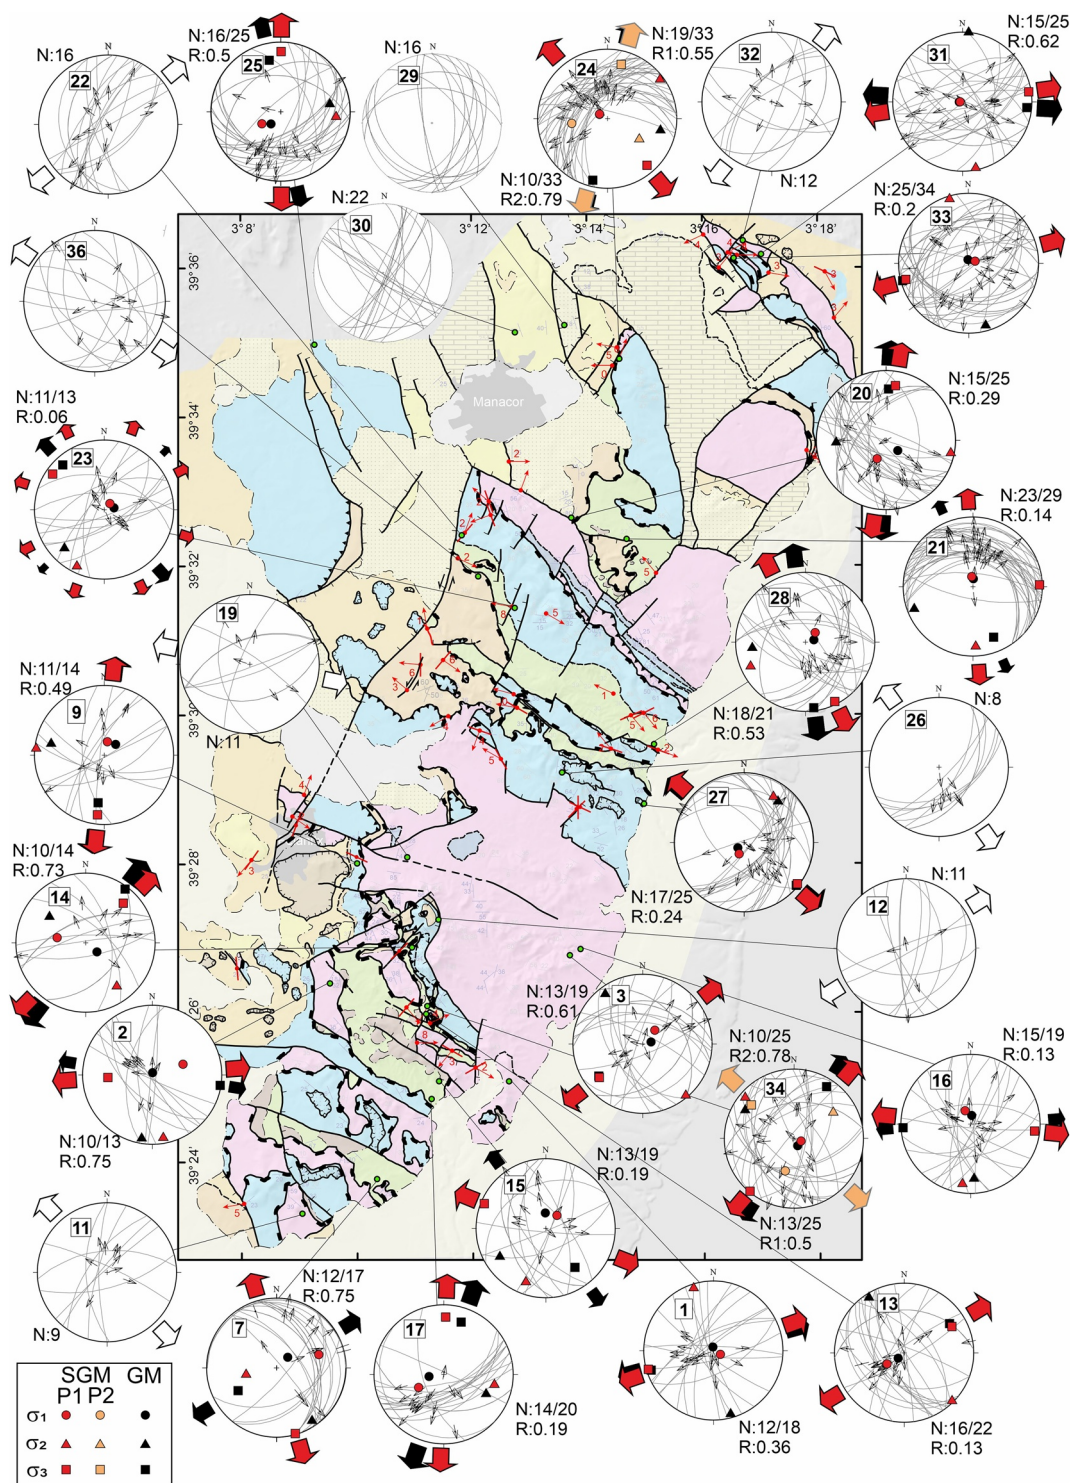 N:16
N
22
N:16/25
R:0.5
N
25
N:16
N
29
N
24
N:19/33
R1:0.55
N:10/33
R2:0.79
N
32
N:12
N
31
N:15/25
R:0.62
N
36
N:22
N
30
N:25/34
R:0.2
N
33
3° 8'
3° 12'
3° 14'
3° 16'
3° 18'
39° 36'
39° 34'
39° 32'
39° 30'
39° 28'
39° 24'
Manacor
N:11/13
R:0.06
N
23
N
20
N:15/25
R:0.29
N:23/29
R:0.14
N
21
N
19
N:11
N
28
N:18/21
R:0.53
N:11/14
R:0.49
N
9
N:8
N
26
N
27
N:17/25
R:0.24
N:10/14
R:0.73
N
14
N:11
N
12
N
2
N:10/13
R:0.75
N:13/19
R:0.61
N
3
N:10/25
R2:0.78
N
34
N:13/25
R1:0.5
N:15/19
R:0.13
N
16
N
11
N:9
N:13/19
R:0.19
N
15
N:12/17
R:0.75
N
7
N
17
N:14/20
R:0.19
N
1
N:12/18
R:0.36
N
13
N:16/22
R:0.13
SGM GM
P1 P2
σ1
σ2
σ3